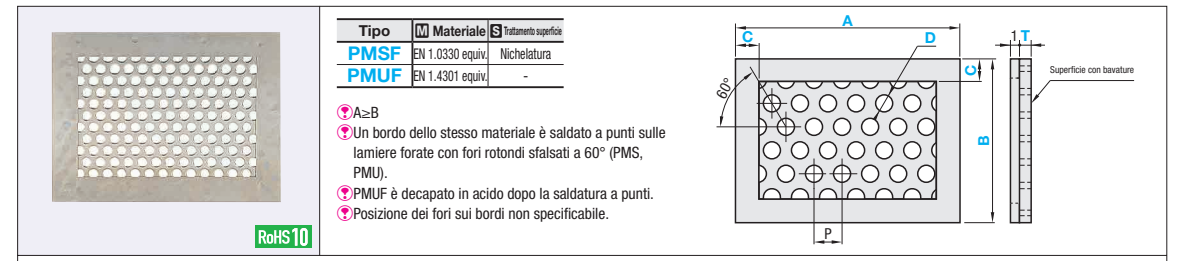 RoHS10
Tipo M Materiale S Trattamento superficie
PMSF EN 1.0330 equiv. Nichelatura
PMUF EN 1.4301 equiv. -
A≥B
Un bordo dello stesso materiale è saldato a punti sulle
lamiere forate con fori rotondi sfalsati a 60° (PMS,
PMU).
PMUF è decapato in acido dopo la saldatura a punti.
Posizione dei fori sui bordi non specificabile.
A
C
D
1 T
C
60°
Superficie con bavature
B
P